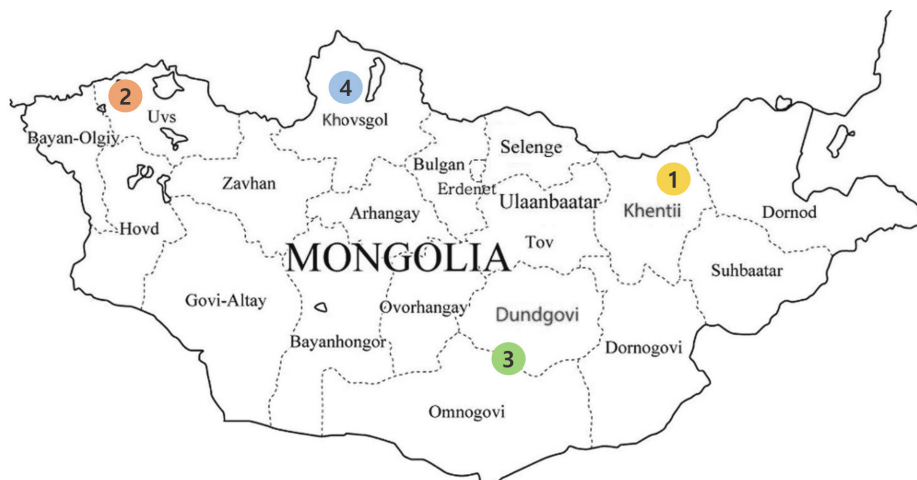 2
4
Uvs
Khovsgol
Bayan-Olgiy
Selenge
Bulgan
1
Zavhan
Erdenet
Ulaanbaatar
Arhangay
Khentii
Dornod
Hovd
Tov
MONGOLIA
Suhbaatar
Govi-Altay
Ovorhangay
Dundgovi
Bayanhongor
Dornogovi
3
Omnogovi